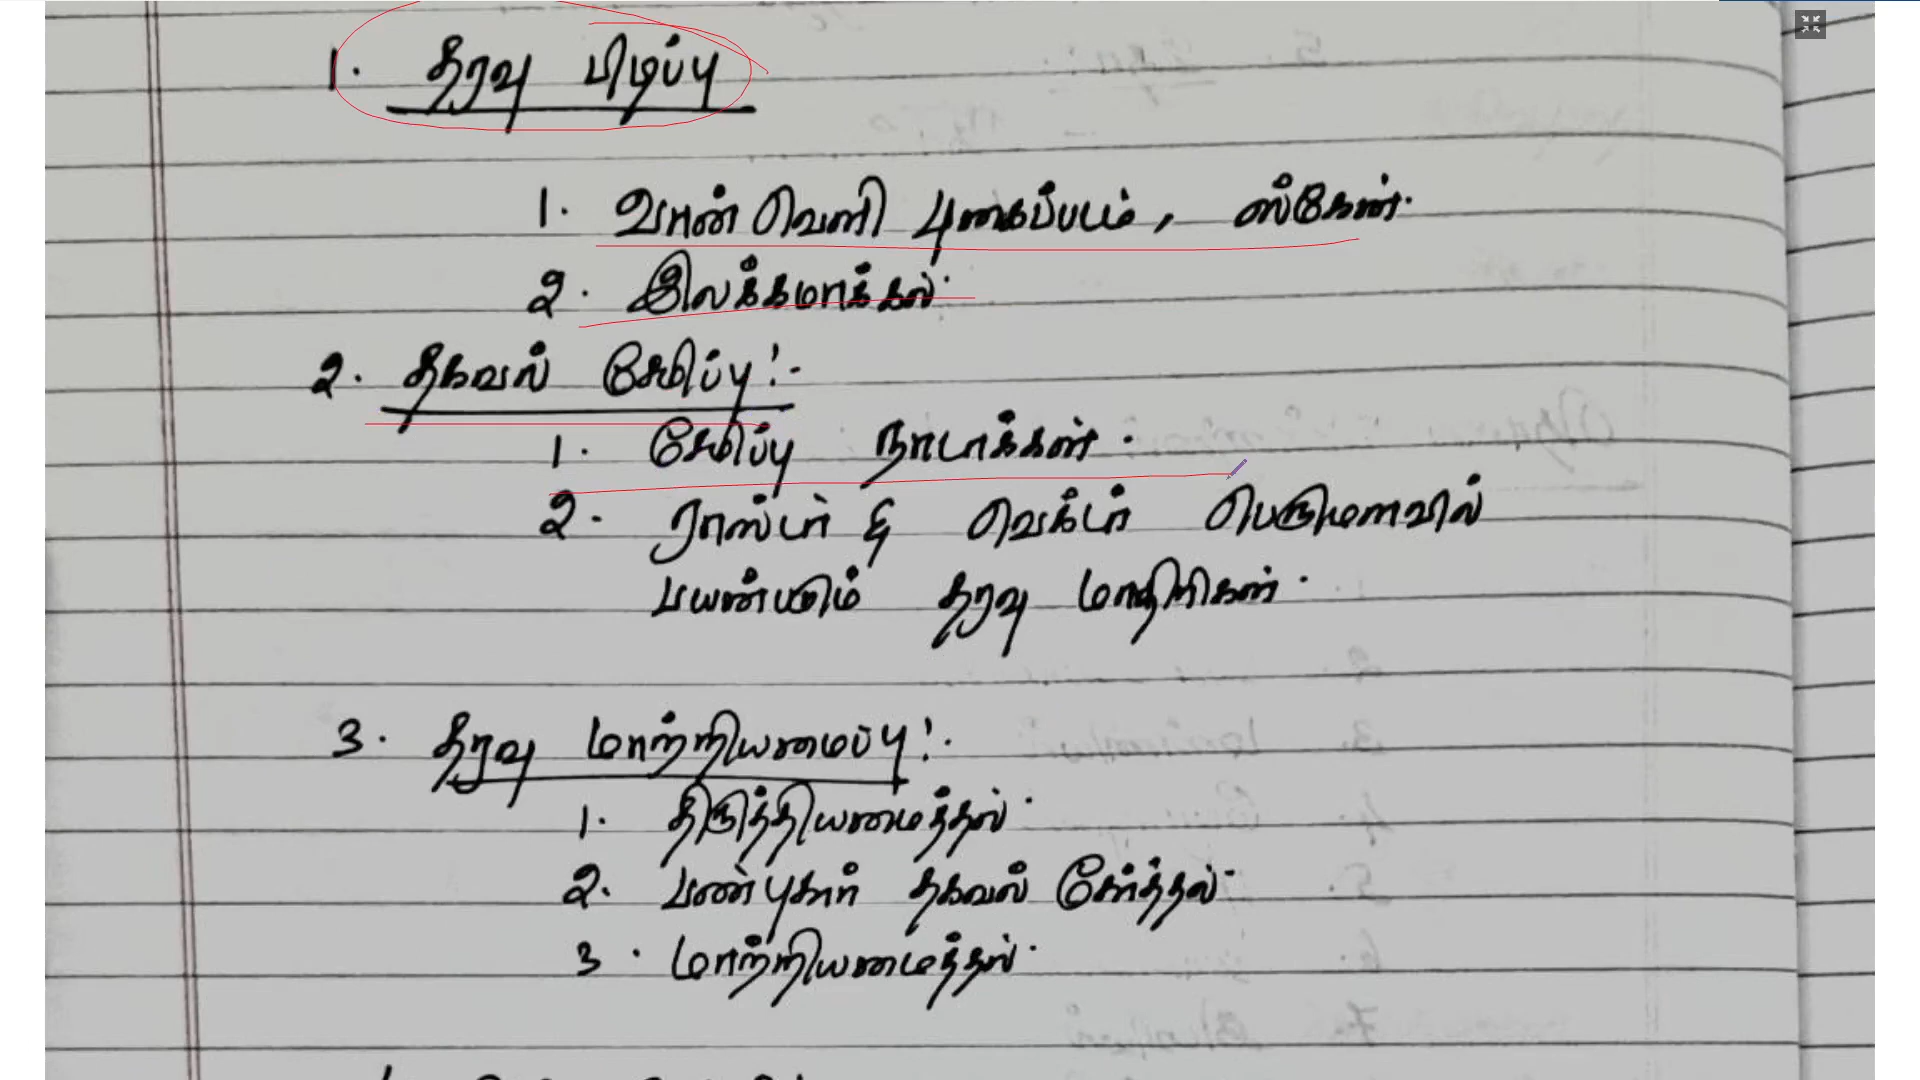 1. தரவு பிடிப்பு
1. வான்வெளி புகைப்படம், ஸ்கேன்.
2. இலக்கமாக்கல்.
2. தகவல் சேமிப்பு :-
1. சேமிப்பு நாடாக்கள்.
2. ராஸ்டர் & வெக்டர் பெருமளவில்
பயன்படும் தரவு மாதிரிகள்.
3. தரவு மாற்றியமைப்பு :-
1. திருத்தியமைத்தல்.
2. பண்புசார் தகவல் சேர்த்தல்.
3. மாற்றியமைத்தல்.